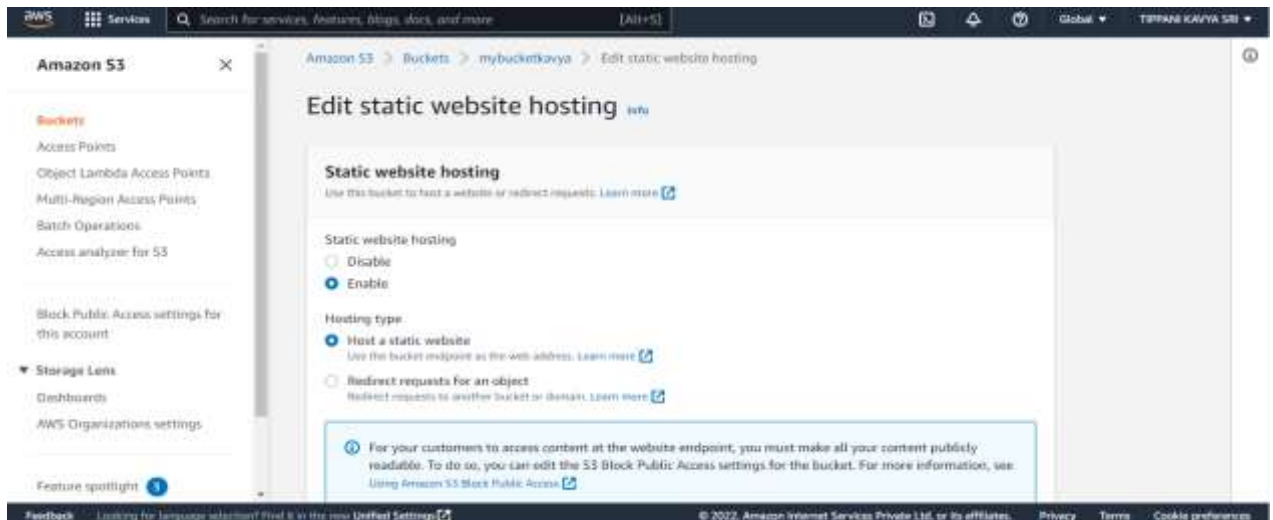 aws
Services
Search for services, features, blogs, docs, and more
[Alt+S]
Global ▼
TIPPANI KAVYA SRI ▼
Amazon S3
Buckets
Access Points
Object Lambda Access Points
Multi-Region Access Points
Batch Operations
Access analyzer for S3
Block Public Access settings for
this account
▼ Storage Lens
Dashboards
AWS Organizations settings
Feature spotlight 3
Amazon S3 > Buckets > mybucketkavya > Edit static website hosting
Edit static website hosting Info
Static website hosting
Use this bucket to host a website or redirect requests. Learn more
Static website hosting
Disable
Enable
Hosting type
Host a static website
Use the bucket endpoint as the web address. Learn more
Redirect requests for an object
Redirect requests to another bucket or domain. Learn more
For your customers to access content at the website endpoint, you must make all your content publicly
readable. To do so, you can edit the S3 Block Public Access settings for the bucket. For more information, see
Using Amazon S3 Block Public Access
Feedback
Looking for language selection? Find it in the new Unified Settings
© 2022, Amazon Internet Services Private Ltd. or its affiliates.
Privacy
Terms
Cookie preferences